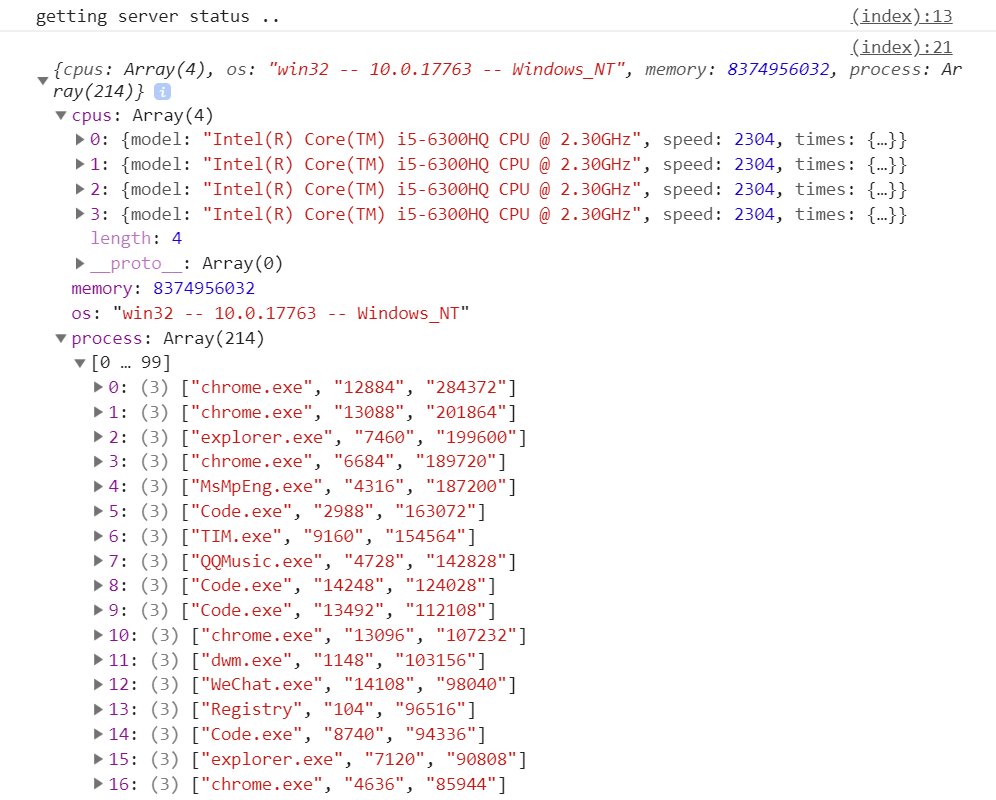 getting server status .. (index):13
(index):21
{cpus: Array(4), os: "win32 -- 10.0.17763 -- Windows_NT", memory: 8374956032, process: Ar
ray(214)}
cpus: Array(4)
0: {model: "Intel(R) Core(TM) i5-6300HQ CPU @ 2.30GHz", speed: 2304, times: {…}}
1: {model: "Intel(R) Core(TM) i5-6300HQ CPU @ 2.30GHz", speed: 2304, times: {…}}
2: {model: "Intel(R) Core(TM) i5-6300HQ CPU @ 2.30GHz", speed: 2304, times: {…}}
3: {model: "Intel(R) Core(TM) i5-6300HQ CPU @ 2.30GHz", speed: 2304, times: {…}}
length: 4
__proto__: Array(0)
memory: 8374956032
os: "win32 -- 10.0.17763 -- Windows_NT"
process: Array(214)
[0 … 99]
0: (3) ["chrome.exe", "12884", "284372"]
1: (3) ["chrome.exe", "13088", "201864"]
2: (3) ["explorer.exe", "7460", "199600"]
3: (3) ["chrome.exe", "6684", "189720"]
4: (3) ["MsMpEng.exe", "4316", "187200"]
5: (3) ["Code.exe", "2988", "163072"]
6: (3) ["TIM.exe", "9160", "154564"]
7: (3) ["QQMusic.exe", "4728", "142828"]
8: (3) ["Code.exe", "14248", "124028"]
9: (3) ["Code.exe", "13492", "112108"]
10: (3) ["chrome.exe", "13096", "107232"]
11: (3) ["dwm.exe", "1148", "103156"]
12: (3) ["WeChat.exe", "14108", "98040"]
13: (3) ["Registry", "104", "96516"]
14: (3) ["Code.exe", "8740", "94336"]
15: (3) ["explorer.exe", "7120", "90808"]
16: (3) ["chrome.exe", "4636", "85944"]